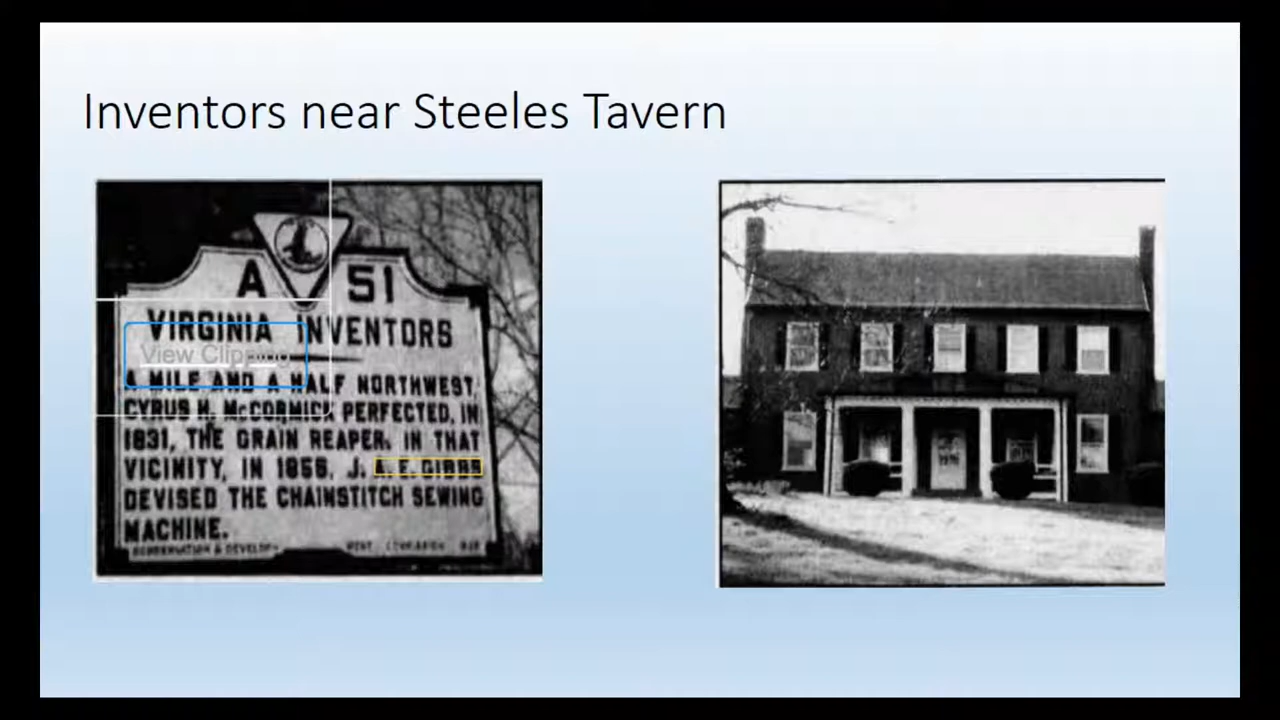 Inventors near Steeles Tavern
A 51
VIRGINIA INVENTORS
View Clipping
A MILE AND A HALF NORTHWEST,
CYRUS H. McCORMICK PERFECTED, IN
1831, THE GRAIN REAPER. IN THAT
VICINITY, IN 1856, J. A. E. GIBBS
DEVISED THE CHAINSTITCH SEWING
MACHINE.
CONSERVATION & DEVELOPMENT COMMISSION